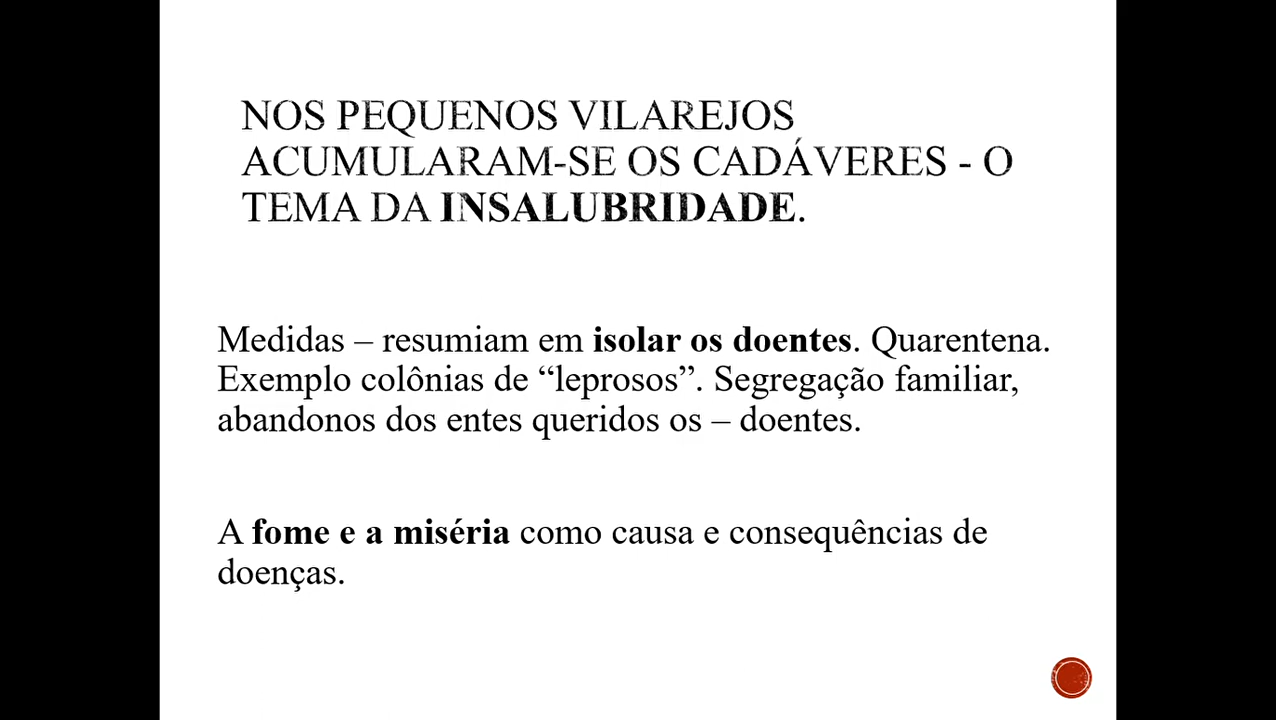 NOS PEQUENOS VILAREJOS
ACUMULARAM-SE OS CADÁVERES - O
TEMA DA INSALUBRIDADE.
Medidas – resumiam em isolar os doentes. Quarentena.
Exemplo colônias de “leprosos”. Segregação familiar,
abandonos dos entes queridos os – doentes.
A fome e a miséria como causa e consequências de
doenças.